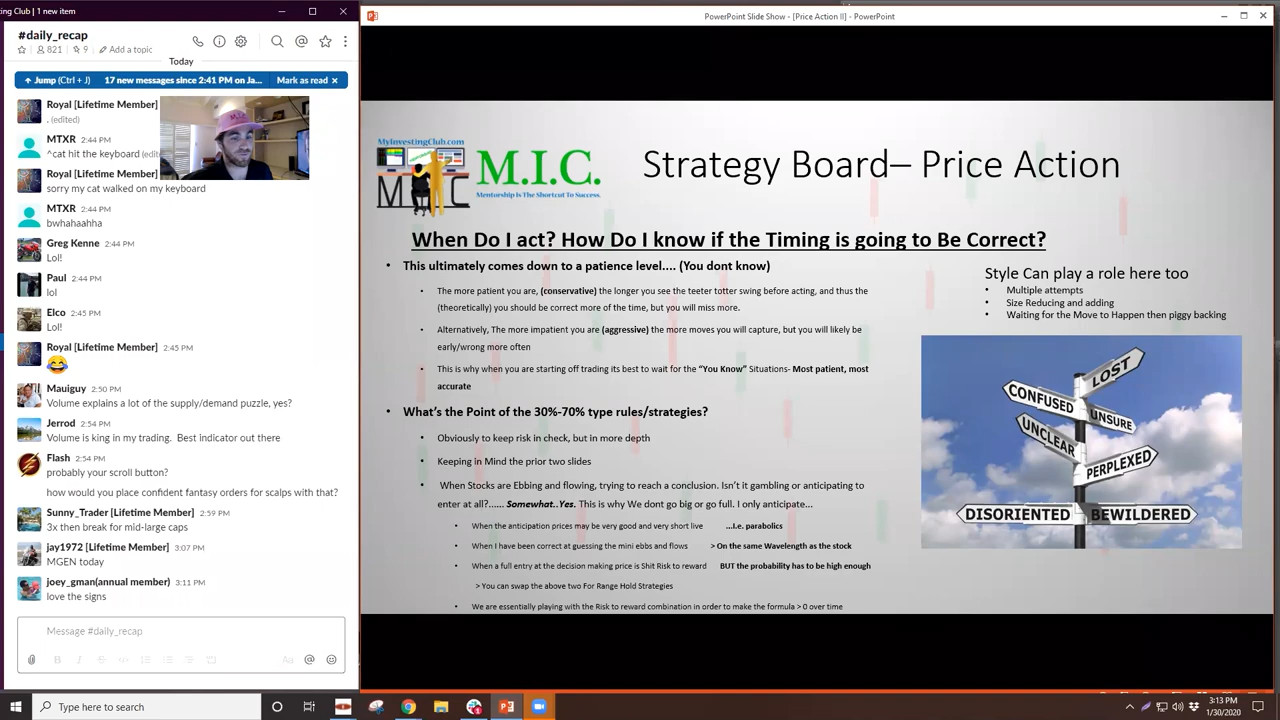 ting Club | 1 new item
#daily_recap
821
9
Add a topic
Today
Jump (Ctrl + J) 17 new messages since 2:41 PM on Ja... Mark as read
Royal [Lifetime Member]
. (edited)
MTXR 2:44 PM
^cat hit the keyboard (edit
Royal [Lifetime Member]
sorry my cat walked on my keyboard
MTXR 2:44 PM
bwhahaahha
Greg Kenne 2:44 PM
Lol!
Paul 2:44 PM
lol
Elco 2:45 PM
Lol!
Royal [Lifetime Member] 2:45 PM
Mauiguy 2:50 PM
Volume explains a lot of the supply/demand puzzle, yes?
Jerrod 2:54 PM
Volume is king in my trading. Best indicator out there
Flash 2:54 PM
probably your scroll button?
how would you place confident fantasy orders for scalps with that?
Sunny_Trader [Lifetime Member] 2:59 PM
3x then break for mid-large caps
jay1972 [Lifetime Member] 3:07 PM
MGEN today
joey_gman(annual member) 3:11 PM
love the signs
Message #daily_recap
PowerPoint Slide Show - [Price Action II] - PowerPoint
MyInvestingClub.com
MIC
M.I.C.
Mentorship Is The Shortcut To Success.
Strategy Board– Price Action
When Do I act? How Do I know if the Timing is going to Be Correct?
• This ultimately comes down to a patience level.... (You dont know)
• The more patient you are, (conservative) the longer you see the teeter totter swing before acting, and thus the
(theoretically) you should be correct more of the time, but you will miss more.
• Alternatively, The more impatient you are (aggressive) the more moves you will capture, but you will likely be
early/wrong more often
• This is why when you are starting off trading its best to wait for the “You Know” Situations- Most patient, most
accurate
• What’s the Point of the 30%-70% type rules/strategies?
• Obviously to keep risk in check, but in more depth
• Keeping in Mind the prior two slides
• When Stocks are Ebbing and flowing, trying to reach a conclusion. Isn’t it gambling or anticipating to
enter at all?...... Somewhat..Yes. This is why We dont go big or go full. I only anticipate...
• When the anticipation prices may be very good and very short live ...I.e. parabolics
• When I have been correct at guessing the mini ebbs and flows > On the same Wavelength as the stock
• When a full entry at the decision making price is Shit Risk to reward BUT the probability has to be high enough
> You can swap the above two For Range Hold Strategies
• We are essentially playing with the Risk to reward combination in order to make the formula > 0 over time
Style Can play a role here too
• Multiple attempts
• Size Reducing and adding
• Waiting for the Move to Happen then piggy backing
LOST
CONFUSED
UNSURE
UNCLEAR
PERPLEXED
DISORIENTED
BEWILDERED
Type here to search
3:13 PM
1/30/2020